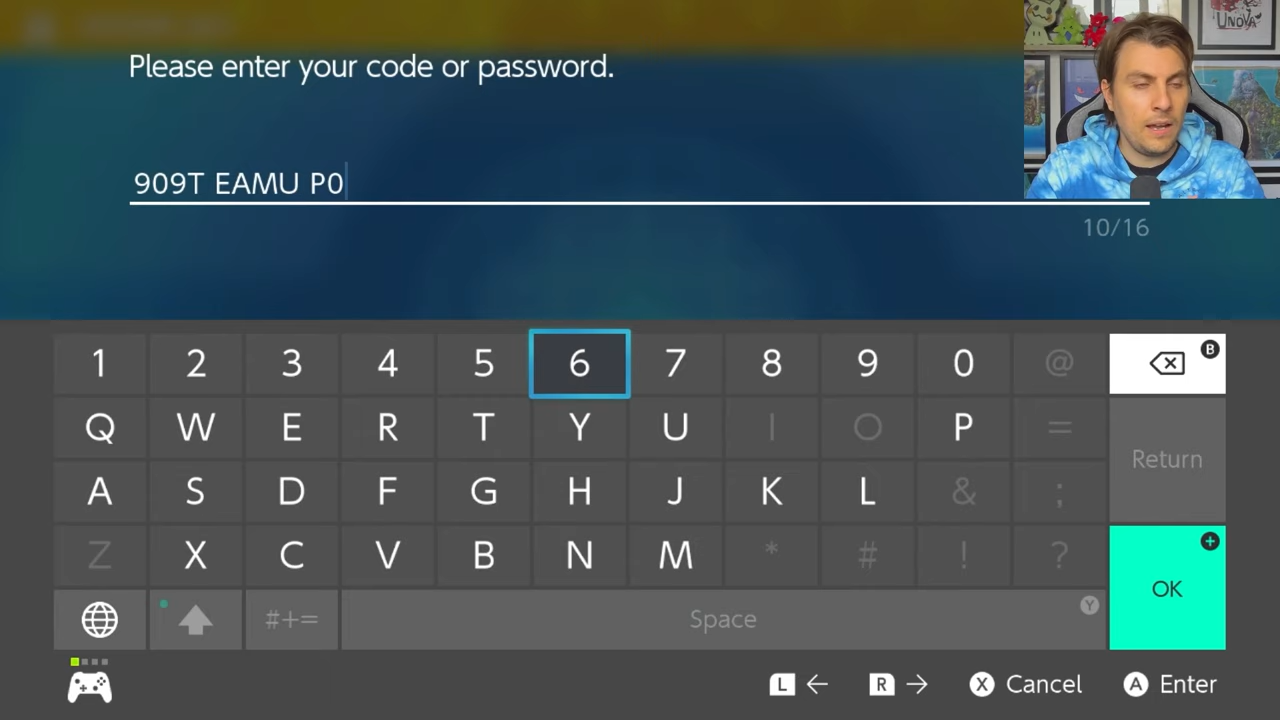 Please enter your code or password.
UNOVA
909T EAMU P0
10/16
1 2 3 4 5 6 7 8 9 0 @ B
Q W E R T Y U I O P =
Return
A S D F G H J K L & ;
Z X C V B N M * # ! ? +
OK
#+= Space Y
L ← R → X Cancel A Enter